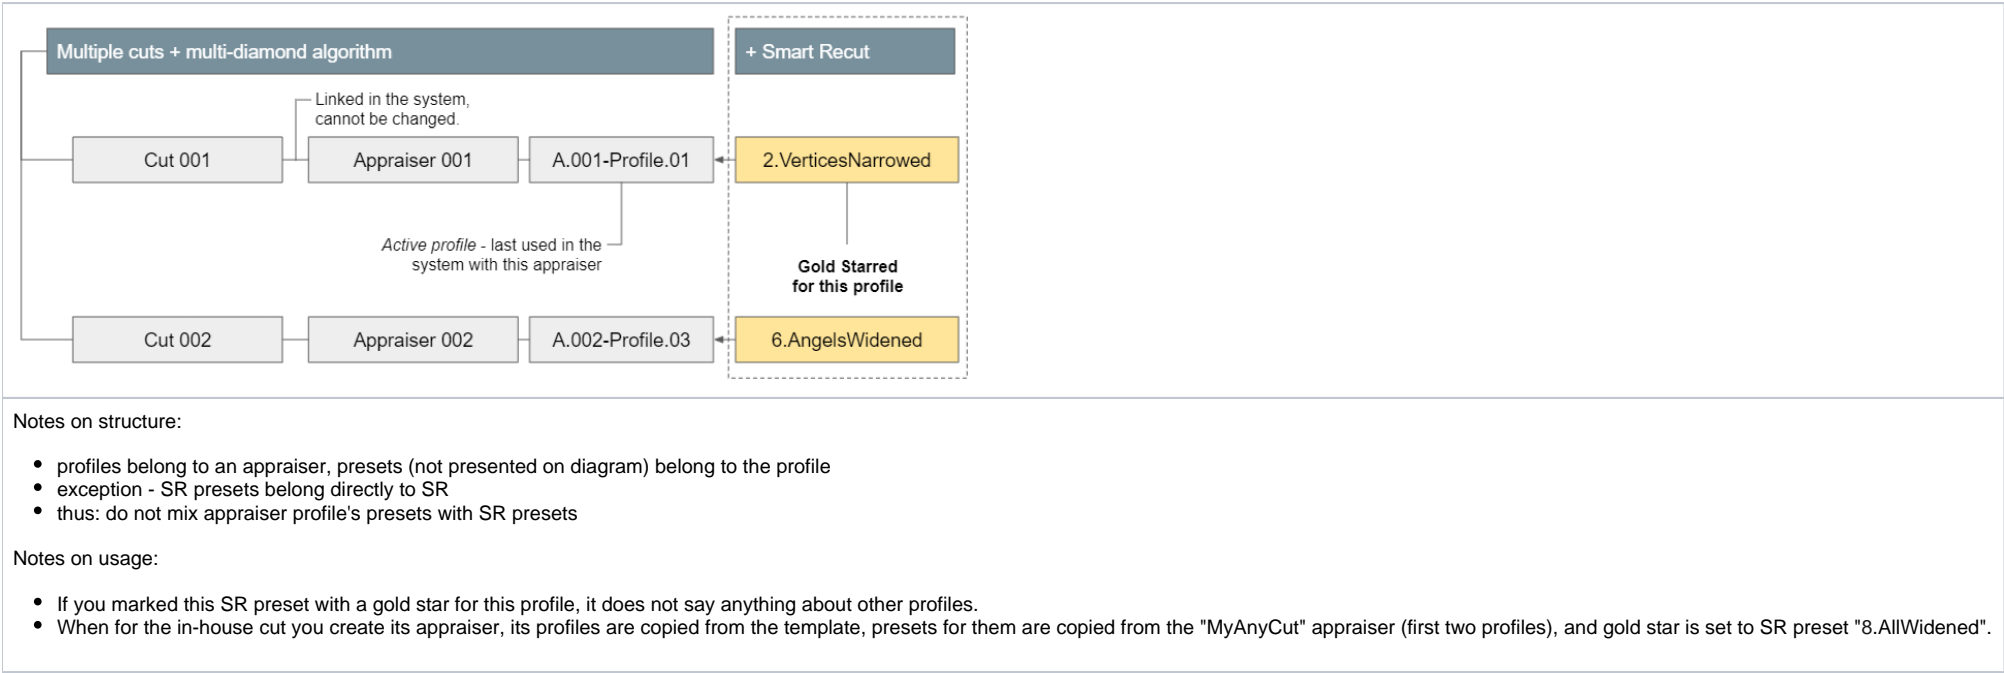 Multiple cuts + multi-diamond algorithm
+ Smart Recut
Linked in the system,
cannot be changed.
Cut 001
Appraiser 001
A.001-Profile.01
2.VerticesNarrowed
Active profile - last used in the
system with this appraiser
Gold Starred
for this profile
Cut 002
Appraiser 002
A.002-Profile.03
6.AngelsWidened
Notes on structure:
• profiles belong to an appraiser, presets (not presented on diagram) belong to the profile
• exception - SR presets belong directly to SR
• thus: do not mix appraiser profile's presets with SR presets
Notes on usage:
• If you marked this SR preset with a gold star for this profile, it does not say anything about other profiles.
• When for the in-house cut you create its appraiser, its profiles are copied from the template, presets for them are copied from the "MyAnyCut" appraiser (first two profiles), and gold star is set to SR preset "8.AllWidened".